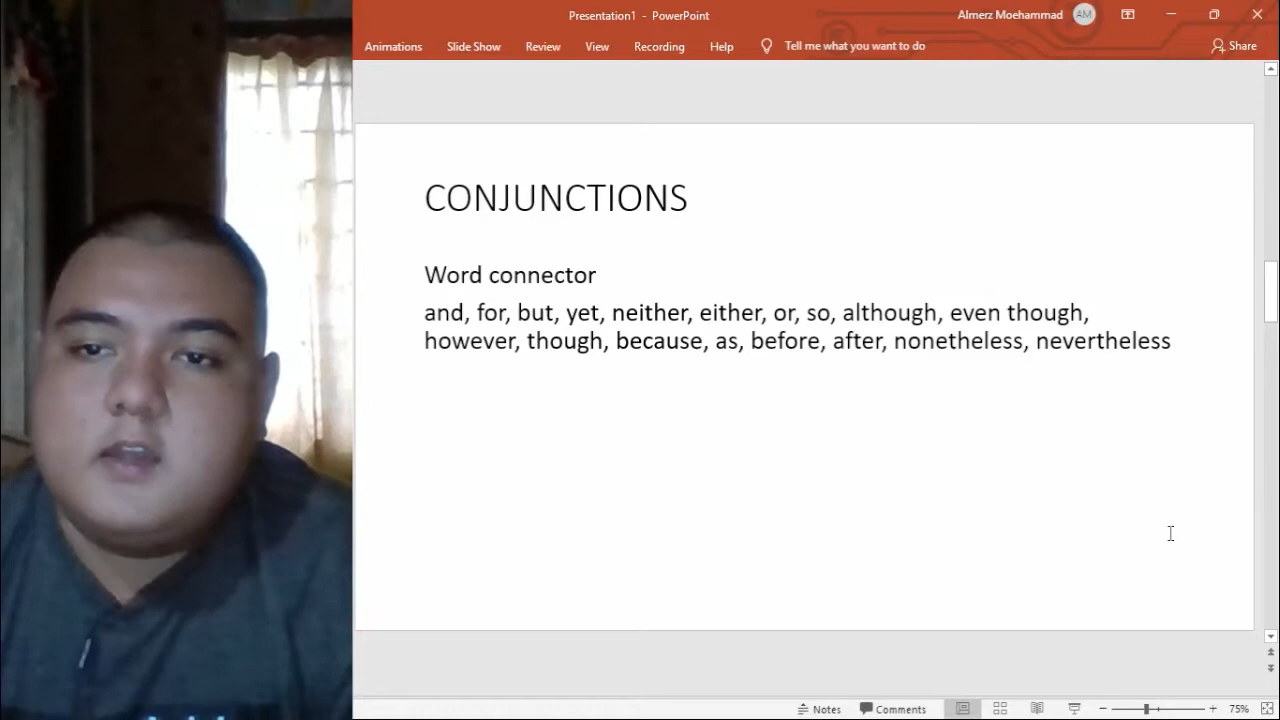 Presentation1 - PowerPoint
Almerz Moehammad AM
Animations Slide Show Review View Recording Help Tell me what you want to do Share
CONJUNCTIONS
Word connector
and, for, but, yet, neither, either, or, so, although, even though,
however, though, because, as, before, after, nonetheless, nevertheless
Notes Comments 75%